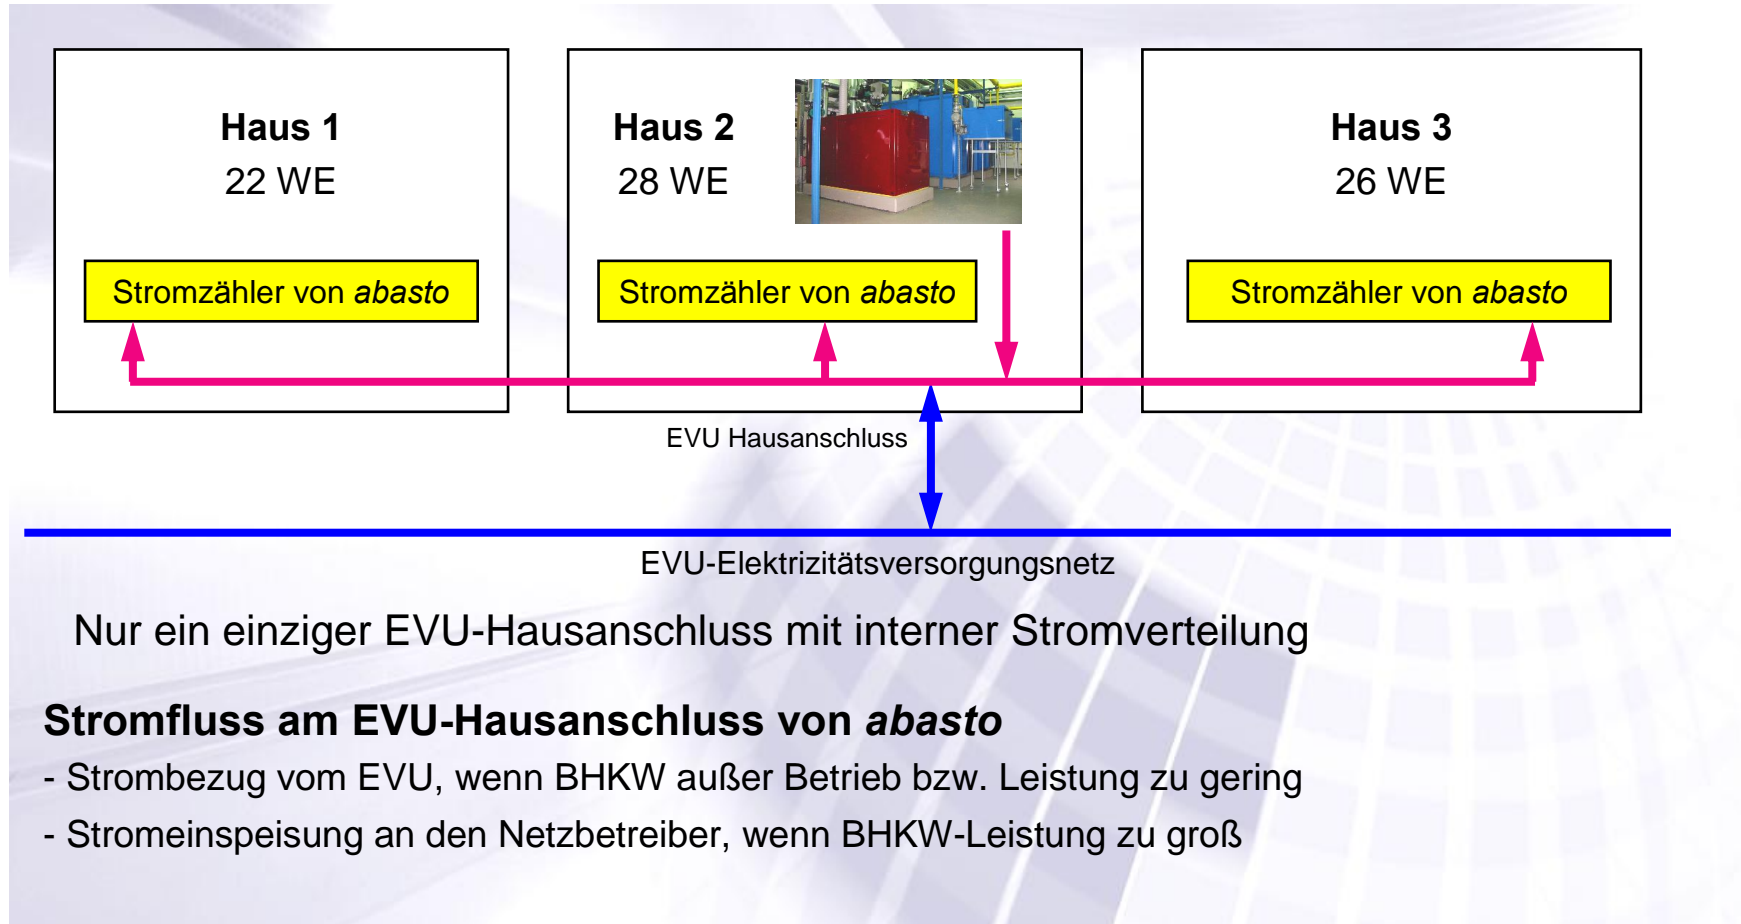 Haus 1
22 WE
Haus 2
28 WE
Haus 3
26 WE
Stromzähler von abasto
Stromzähler von abasto
Stromzähler von abasto
EVU Hausanschluss
EVU-Elektrizitätsversorgungsnetz
Nur ein einziger EVU-Hausanschluss mit interner Stromverteilung
Stromfluss am EVU-Hausanschluss von abasto
- Strombezug vom EVU, wenn BHKW außer Betrieb bzw. Leistung zu gering
- Stromeinspeisung an den Netzbetreiber, wenn BHKW-Leistung zu groß